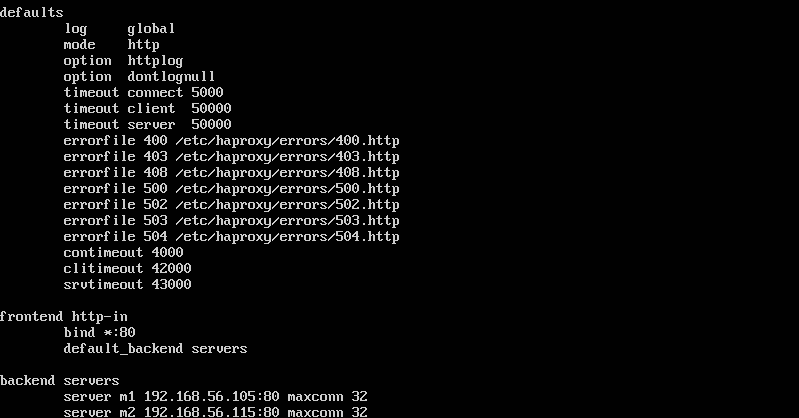 defaults
        log     global
        mode    http
        option  httplog
        option  dontlognull
        timeout connect 5000
        timeout client  50000
        timeout server  50000
        errorfile 400 /etc/haproxy/errors/400.http
        errorfile 403 /etc/haproxy/errors/403.http
        errorfile 408 /etc/haproxy/errors/408.http
        errorfile 500 /etc/haproxy/errors/500.http
        errorfile 502 /etc/haproxy/errors/502.http
        errorfile 503 /etc/haproxy/errors/503.http
        errorfile 504 /etc/haproxy/errors/504.http
        contimeout 4000
        clitimeout 42000
        srvtimeout 43000

frontend http-in
        bind *:80
        default_backend servers

backend servers
        server m1 192.168.56.105:80 maxconn 32
        server m2 192.168.56.115:80 maxconn 32